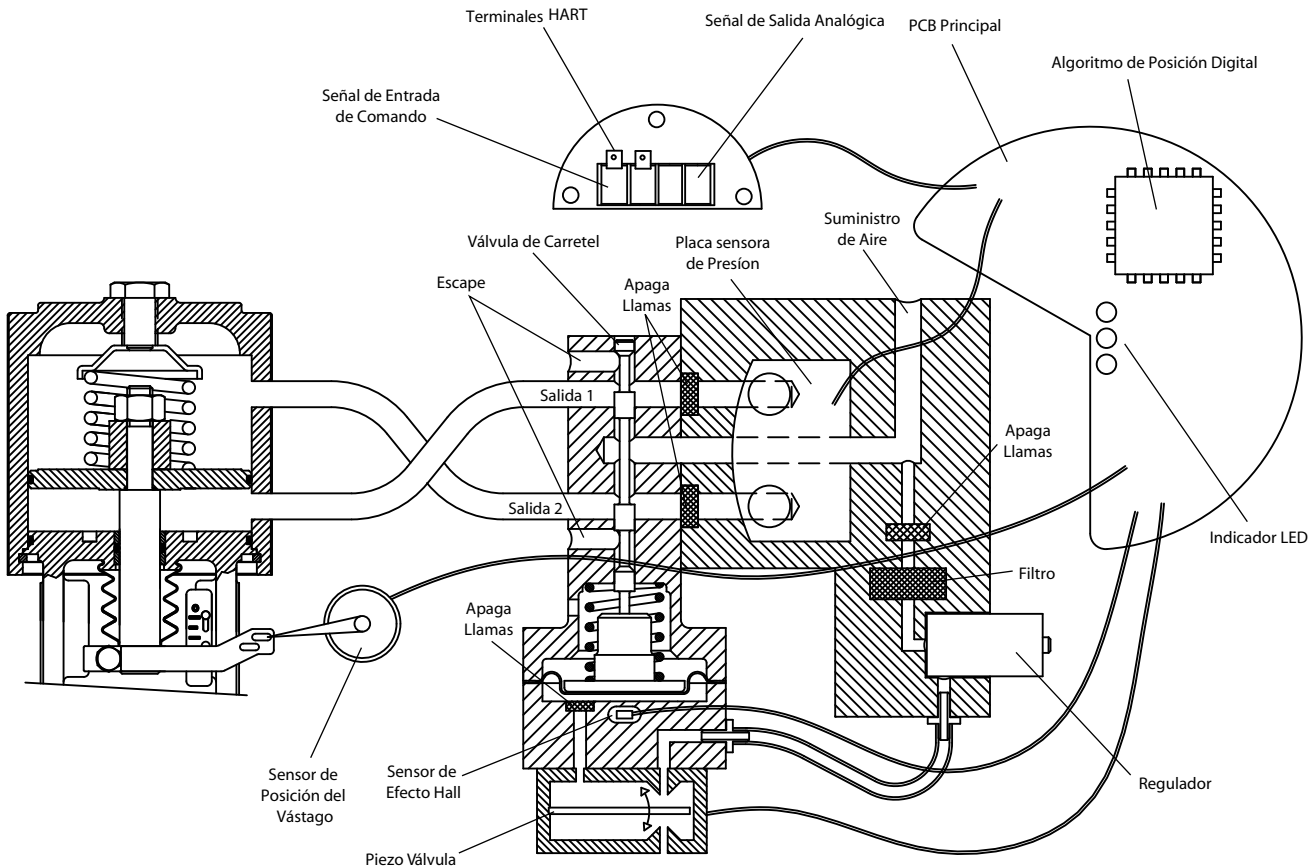 Terminales HART
Señal de Salida Analógica
PCB Principal
Algoritmo de Posición Digital
Señal de Entrada
de Comando
Suministro
de Aire
Válvula de Carretel
Placa sensora
de Presíon
Escape
Apaga
Llamas
Salida 1
Apaga
Llamas
Salida 2
Indicador LED
Filtro
Apaga
Llamas
Sensor de
Posición del
Vástago
Sensor de
Efecto Hall
Regulador
Piezo Válvula